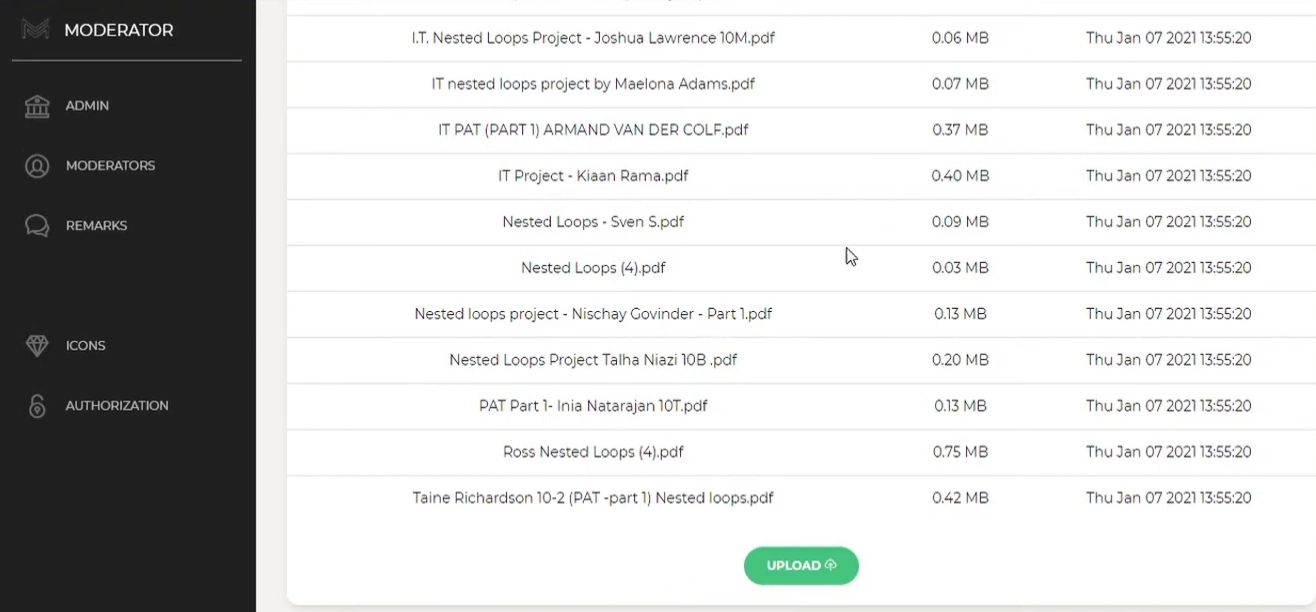 MODERATOR
ADMIN
MODERATORS
REMARKS
ICONS
AUTHORIZATION
I.T. Nested Loops Project - Joshua Lawrence 10M.pdf 0.06 MB Thu Jan 07 2021 13:55:20
IT nested loops project by Maelona Adams.pdf 0.07 MB Thu Jan 07 2021 13:55:20
IT PAT (PART 1) ARMAND VAN DER COLF.pdf 0.37 MB Thu Jan 07 2021 13:55:20
IT Project - Kiaan Rama.pdf 0.40 MB Thu Jan 07 2021 13:55:20
Nested Loops - Sven S.pdf 0.09 MB Thu Jan 07 2021 13:55:20
Nested Loops (4).pdf 0.03 MB Thu Jan 07 2021 13:55:20
Nested loops project - Nischay Govinder - Part 1.pdf 0.13 MB Thu Jan 07 2021 13:55:20
Nested Loops Project Talha Niazi 10B .pdf 0.20 MB Thu Jan 07 2021 13:55:20
PAT Part 1- Inia Natarajan 10T.pdf 0.13 MB Thu Jan 07 2021 13:55:20
Ross Nested Loops (4).pdf 0.75 MB Thu Jan 07 2021 13:55:20
Taine Richardson 10-2 (PAT -part 1) Nested loops.pdf 0.42 MB Thu Jan 07 2021 13:55:20
UPLOAD